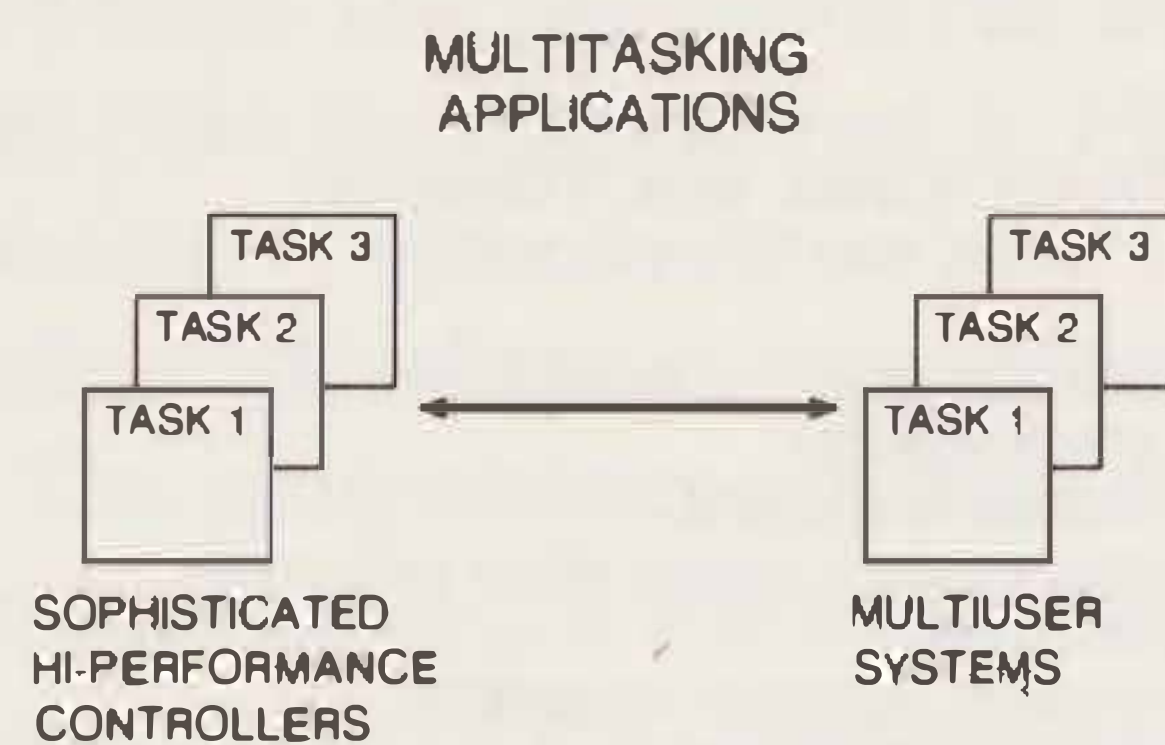 MULTITASKING
APPLICATIONS
TASK 3
TASK 2
TASK 1
TASK 3
TASK 2
TASK 1
SOPHISTICATED
HI-PERFORMANCE
CONTROLLERS
MULTIUSER
SYSTEMS